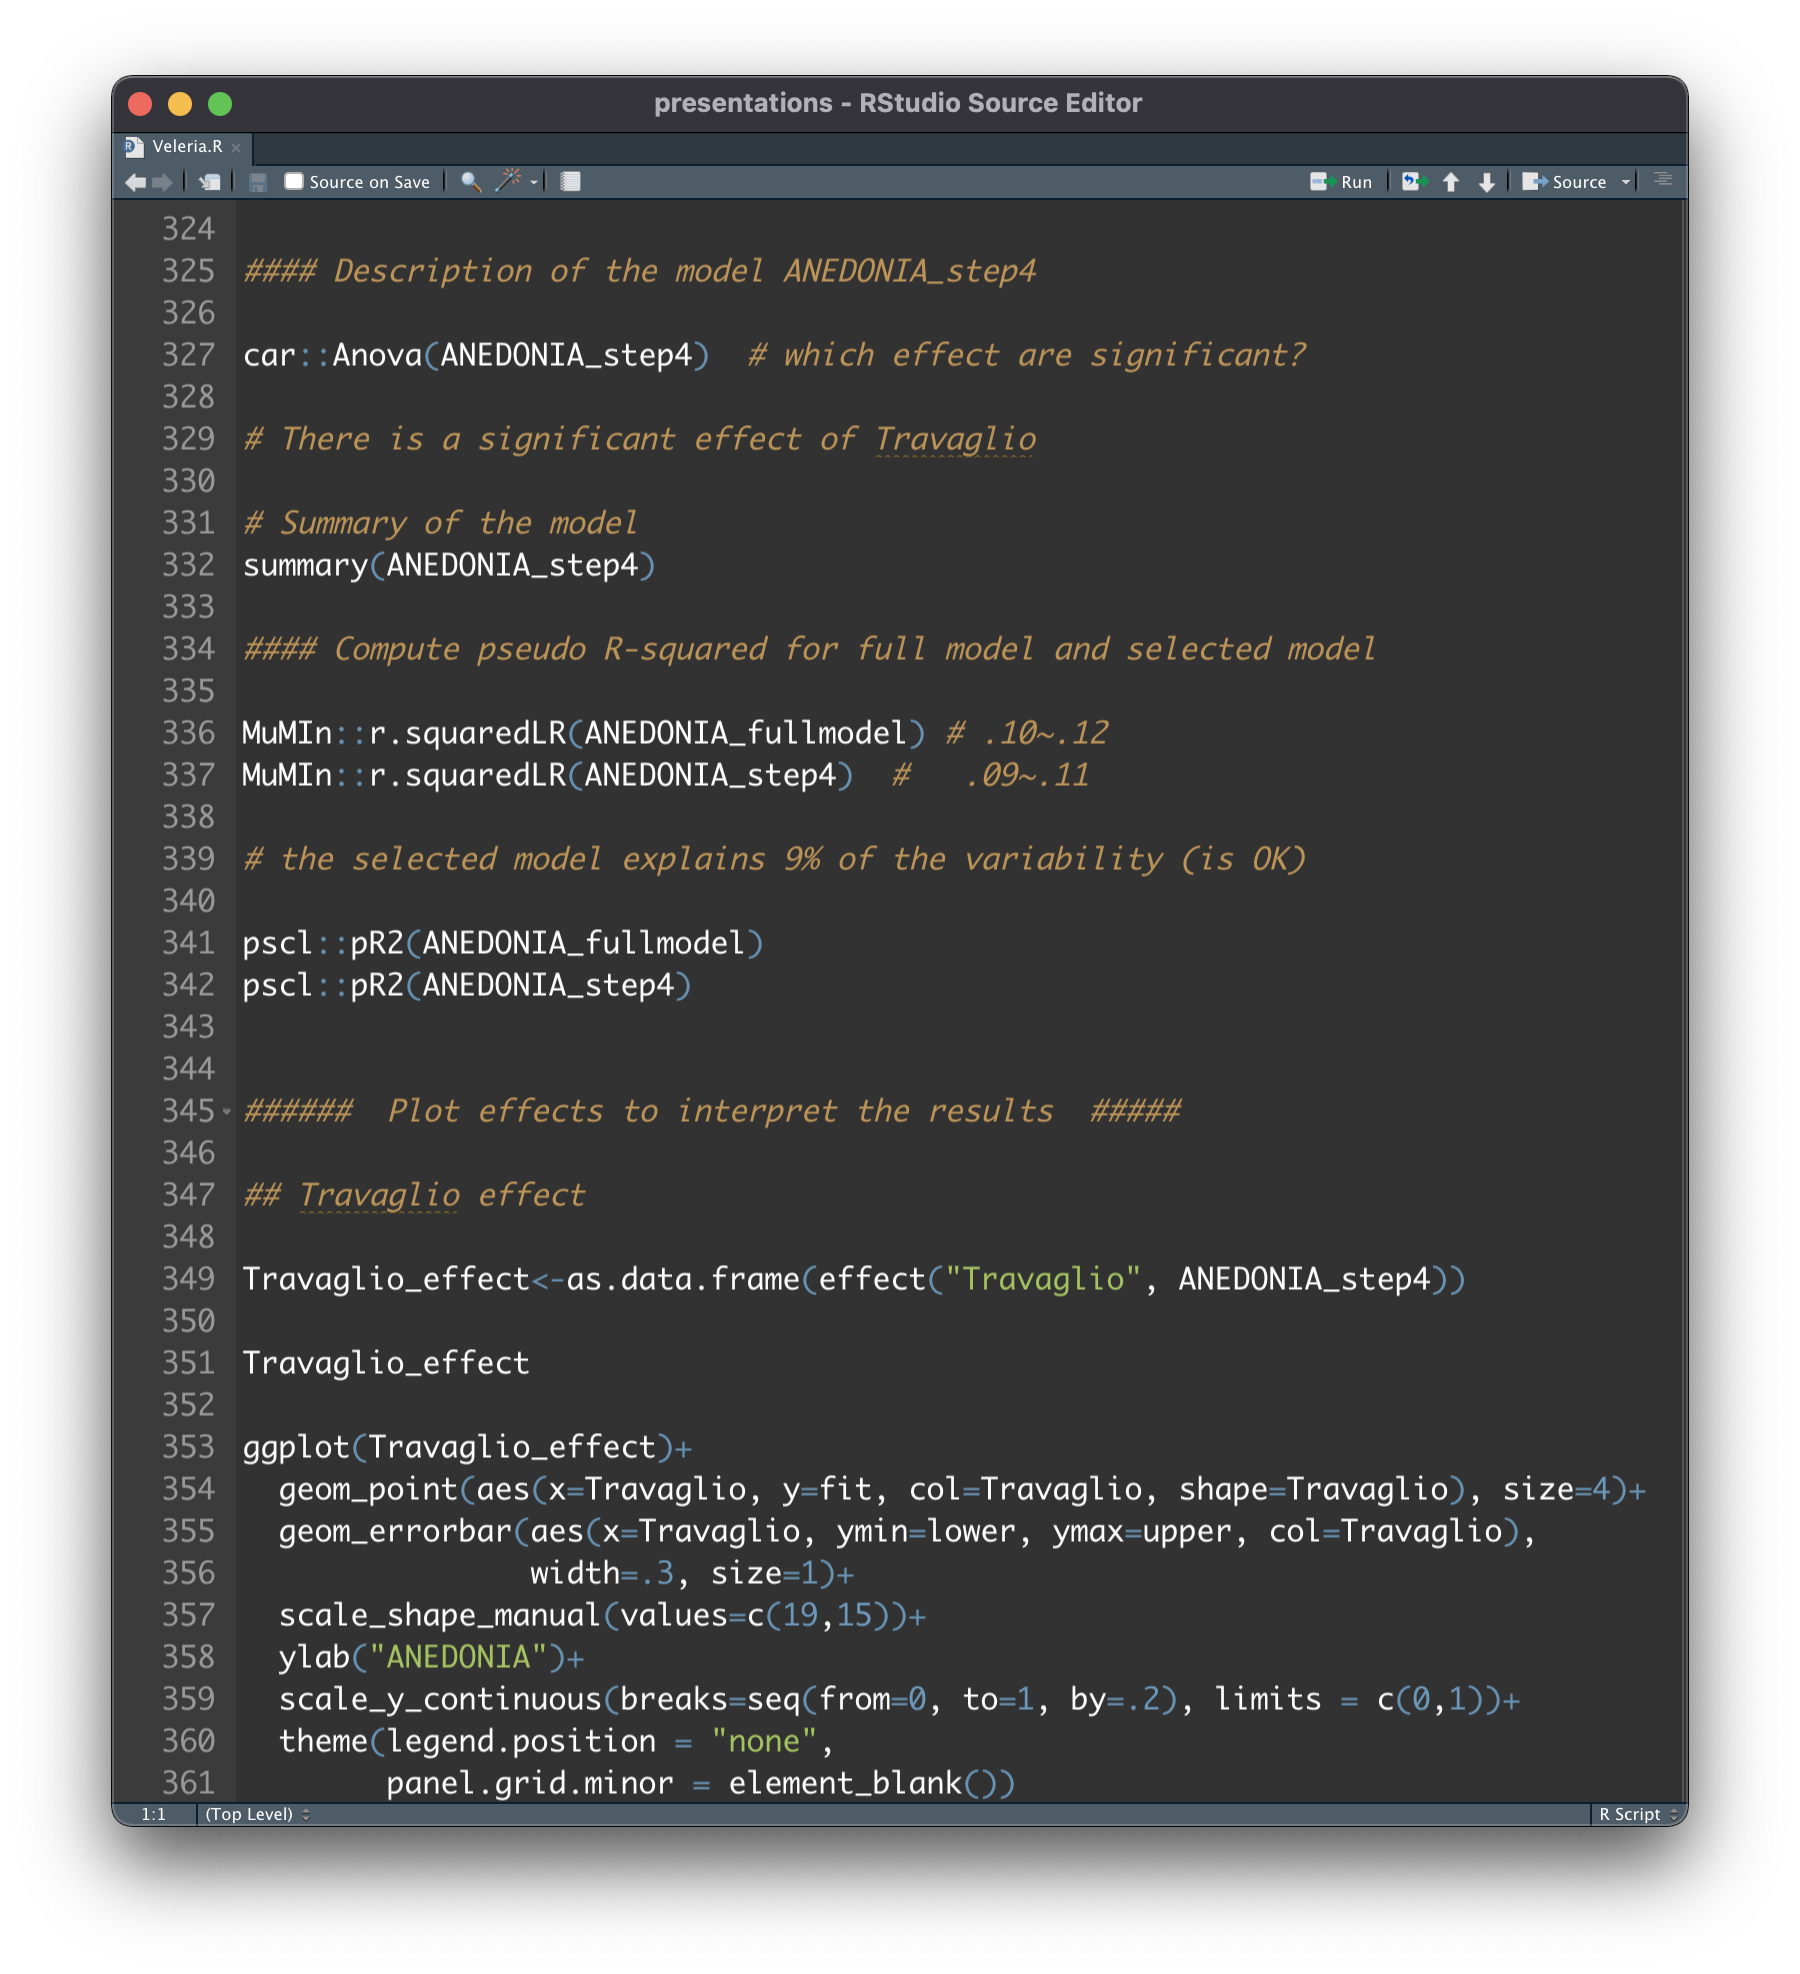 presentations - RStudio Source Editor
Veleria.R
Source on Save
Run
Source
324
325 #### Description of the model ANEDONIA_step4
326
327 car::Anova(ANEDONIA_step4)  # which effect are significant?
328
329 # There is a significant effect of Travaglio
330
331 # Summary of the model
332 summary(ANEDONIA_step4)
333
334 #### Compute pseudo R-squared for full model and selected model
335
336 MuMIn::r.squaredLR(ANEDONIA_fullmodel) # .10~.12
337 MuMIn::r.squaredLR(ANEDONIA_step4)  #   .09~.11
338
339 # the selected model explains 9% of the variability (is OK)
340
341 pscl::pR2(ANEDONIA_fullmodel)
342 pscl::pR2(ANEDONIA_step4)
343
344
345 ######  Plot effects to interpret the results  #####
346
347 ## Travaglio effect
348
349 Travaglio_effect<-as.data.frame(effect("Travaglio", ANEDONIA_step4))
350
351 Travaglio_effect
352
353 ggplot(Travaglio_effect)+
354   geom_point(aes(x=Travaglio, y=fit, col=Travaglio, shape=Travaglio), size=4)+
355   geom_errorbar(aes(x=Travaglio, ymin=lower, ymax=upper, col=Travaglio),
356                 width=.3, size=1)+
357   scale_shape_manual(values=c(19,15))+
358   ylab("ANEDONIA")+
359   scale_y_continuous(breaks=seq(from=0, to=1, by=.2), limits = c(0,1))+
360   theme(legend.position = "none",
361         panel.grid.minor = element_blank())
1:1 (Top Level)
R Script